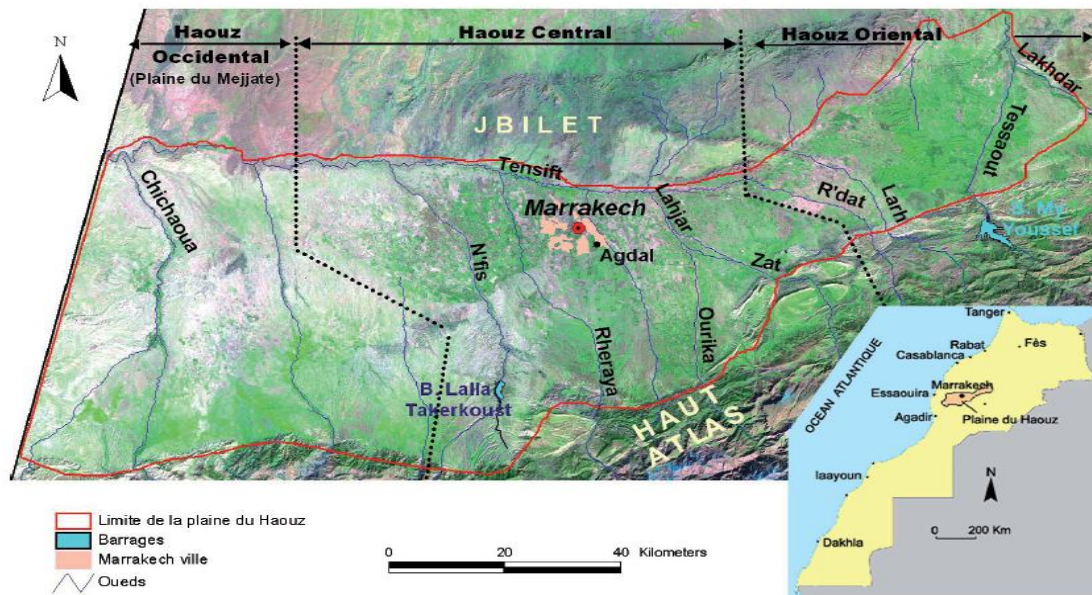 N
Haouz
Occidental
(Plaine du Mejjate)
Haouz Central
Haouz Oriental
Lakhdar
JBILET
Tessaout
Tensift
Chichaoua
Lahjar
R'dat
Larh
Marrakech
B. My
Youssef
N'fis
Agdal
Zat
Ourika
Rheraya
B. Lalla
Takerkoust
HAUT
ATLAS
Tanger
OCEAN ATLANTIQUE
Rabat
Fès
Casablanca
Marrakech
Essaouira
Agadir
Plaine du Haouz
laayoun
N
0 200 Km
Dakhla
Limite de la plaine du Haouz
Barrages
Marrakech ville
Oueds
0 20 40 Kilometers